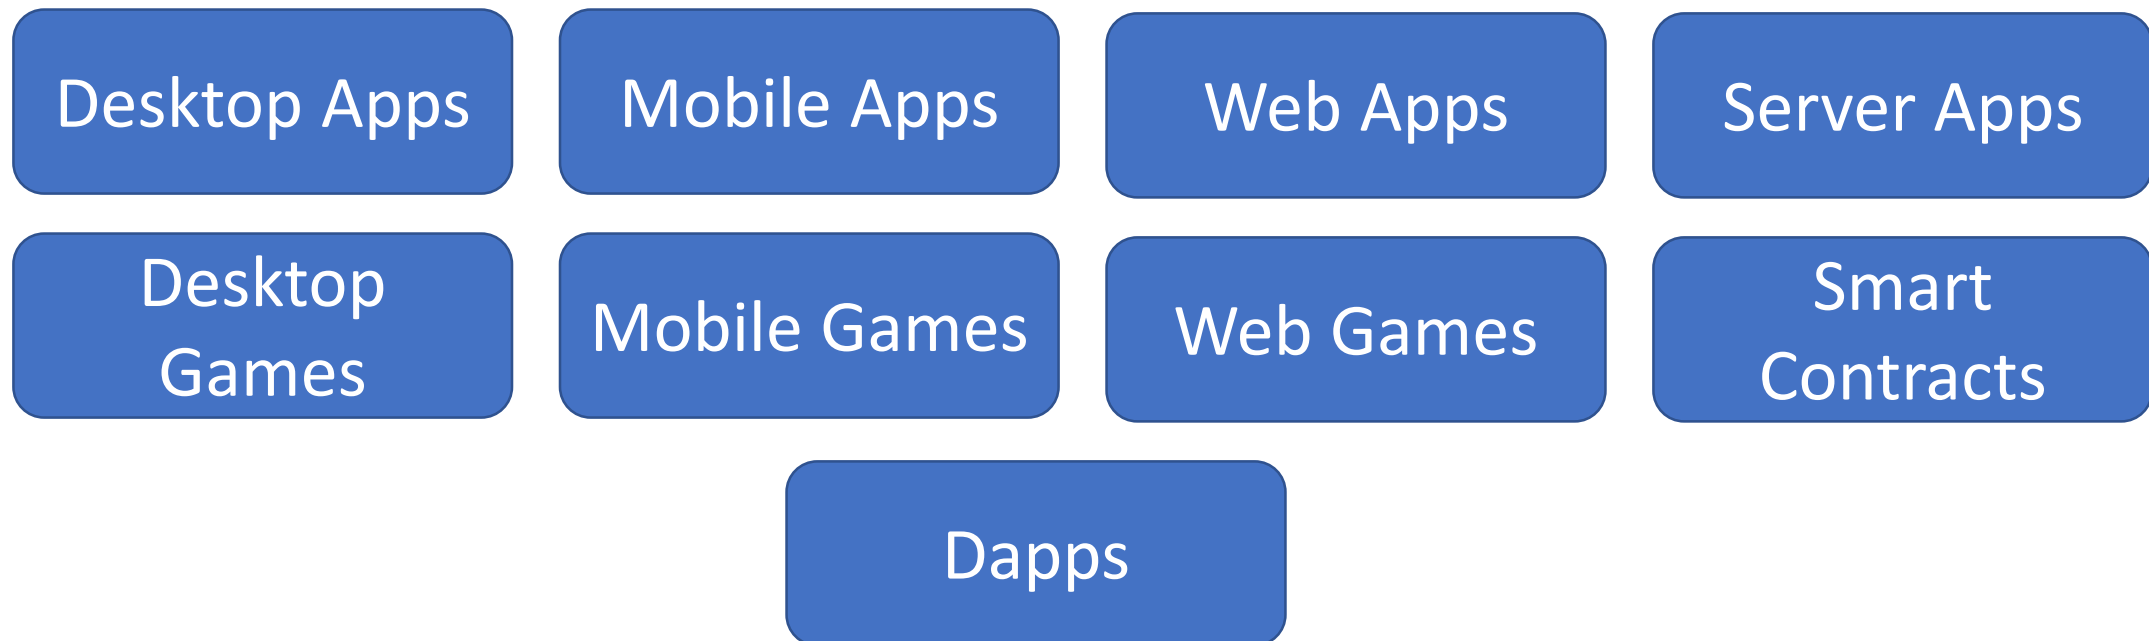 Desktop Apps
Mobile Apps
Web Apps
Server Apps
Desktop
Games
Mobile Games
Web Games
Smart
Contracts
Dapps